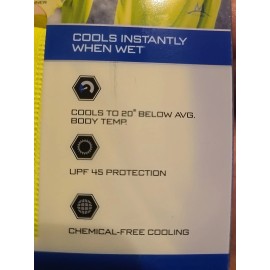 COOLS INSTANTLY
WHEN WET
COOLS TO 20° BELOW AVG.
BODY TEMP.
UPF 45 PROTECTION
CHEMICAL-FREE COOLING